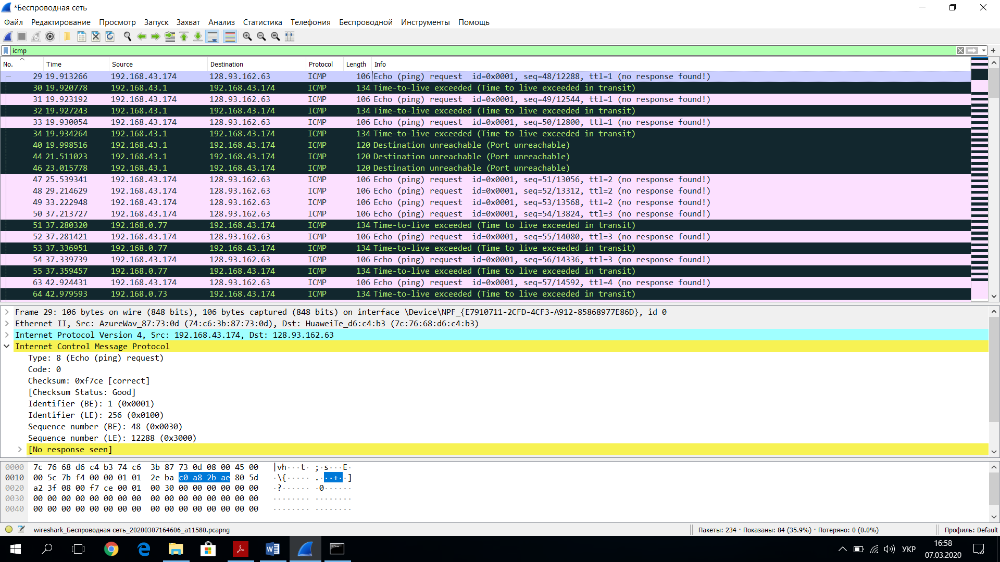 *Беспроводная сеть
Файл Редактирование Просмотр Запуск Захват Анализ Статистика Телефония Беспроводной Инструменты Помощь
icmp
No. Time Source Destination Protocol Length Info
29 19.913266 192.168.43.174 128.93.162.63 ICMP 106 Echo (ping) request id=0x0001, seq=48/12288, ttl=1 (no response found!)
30 19.920778 192.168.43.1 192.168.43.174 ICMP 134 Time-to-live exceeded (Time to live exceeded in transit)
31 19.923192 192.168.43.174 128.93.162.63 ICMP 106 Echo (ping) request id=0x0001, seq=49/12544, ttl=1 (no response found!)
32 19.927243 192.168.43.1 192.168.43.174 ICMP 134 Time-to-live exceeded (Time to live exceeded in transit)
33 19.930054 192.168.43.174 128.93.162.63 ICMP 106 Echo (ping) request id=0x0001, seq=50/12800, ttl=1 (no response found!)
34 19.934264 192.168.43.1 192.168.43.174 ICMP 134 Time-to-live exceeded (Time to live exceeded in transit)
40 19.998516 192.168.43.1 192.168.43.174 ICMP 120 Destination unreachable (Port unreachable)
44 21.511023 192.168.43.1 192.168.43.174 ICMP 120 Destination unreachable (Port unreachable)
46 23.015778 192.168.43.1 192.168.43.174 ICMP 120 Destination unreachable (Port unreachable)
47 25.539341 192.168.43.174 128.93.162.63 ICMP 106 Echo (ping) request id=0x0001, seq=51/13056, ttl=2 (no response found!)
48 29.214629 192.168.43.174 128.93.162.63 ICMP 106 Echo (ping) request id=0x0001, seq=52/13312, ttl=2 (no response found!)
49 33.222948 192.168.43.174 128.93.162.63 ICMP 106 Echo (ping) request id=0x0001, seq=53/13568, ttl=2 (no response found!)
50 37.213727 192.168.43.174 128.93.162.63 ICMP 106 Echo (ping) request id=0x0001, seq=54/13824, ttl=3 (no response found!)
51 37.280320 192.168.0.77 192.168.43.174 ICMP 134 Time-to-live exceeded (Time to live exceeded in transit)
52 37.281421 192.168.43.174 128.93.162.63 ICMP 106 Echo (ping) request id=0x0001, seq=55/14080, ttl=3 (no response found!)
53 37.336951 192.168.0.77 192.168.43.174 ICMP 134 Time-to-live exceeded (Time to live exceeded in transit)
54 37.339739 192.168.43.174 128.93.162.63 ICMP 106 Echo (ping) request id=0x0001, seq=56/14336, ttl=3 (no response found!)
55 37.359457 192.168.0.77 192.168.43.174 ICMP 134 Time-to-live exceeded (Time to live exceeded in transit)
63 42.924431 192.168.43.174 128.93.162.63 ICMP 106 Echo (ping) request id=0x0001, seq=57/14592, ttl=4 (no response found!)
64 42.979593 192.168.0.73 192.168.43.174 ICMP 134 Time-to-live exceeded (Time to live exceeded in transit)
Frame 29: 106 bytes on wire (848 bits), 106 bytes captured (848 bits) on interface \Device\NPF_{E7910711-2CFD-4CF3-A912-85868977E86D}, id 0
Ethernet II, Src: AzureWav_87:73:0d (74:c6:3b:87:73:0d), Dst: HuaweiTe_d6:c4:b3 (7c:76:68:d6:c4:b3)
Internet Protocol Version 4, Src: 192.168.43.174, Dst: 128.93.162.63
Internet Control Message Protocol
Type: 8 (Echo (ping) request)
Code: 0
Checksum: 0xf7ce [correct]
[Checksum Status: Good]
Identifier (BE): 1 (0x0001)
Identifier (LE): 256 (0x0100)
Sequence number (BE): 48 (0x0030)
Sequence number (LE): 12288 (0x3000)
[No response seen]
0000 7c 76 68 d6 c4 b3 74 c6 3b 87 73 0d 08 00 45 00 |vh···t· ;·s···E·
0010 00 5c 7b f4 00 00 01 01 2e ba c0 a8 2b ae 80 5d ·\{····· .···+··]
0020 a2 3f 08 00 f7 ce 00 01 00 30 00 00 00 00 00 00 ·?······ ·0······
0030 00 00 00 00 00 00 00 00 00 00 00 00 00 00 00 00 ········ ········
0040 00 00 00 00 00 00 00 00 00 00 00 00 00 00 00 00 ········ ········
wireshark_Беспроводная сеть_20200307164606_a11580.pcapng Пакеты: 234 · Показаны: 84 (35.9%) · Потеряно: 0 (0.0%) Профиль: Default
УКР 16:58
07.03.2020